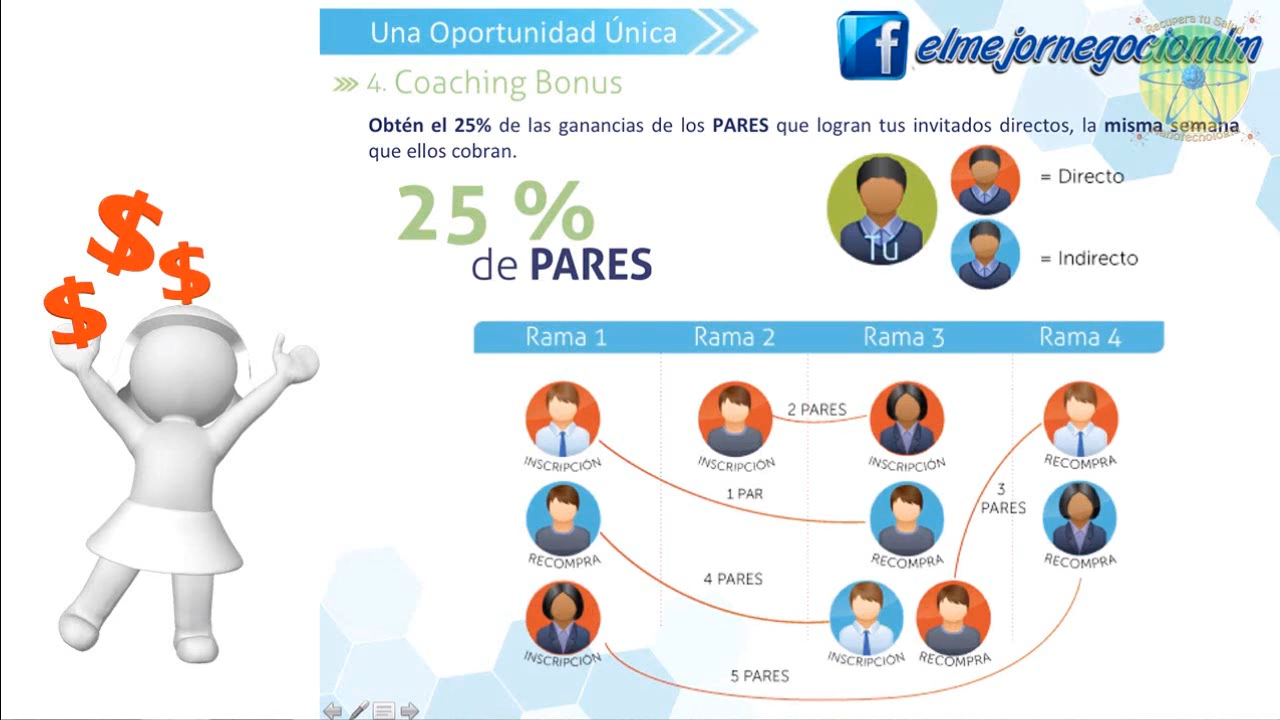 Una Oportunidad Única
elmejornegociomlm
Recupera tu Salud
4. Coaching Bonus
Obtén el 25% de las ganancias de los PARES que logran tus invitados directos, la misma semana
que ellos cobran.
25 %
de PARES
TÚ
= Directo
= Indirecto
Rama 1 Rama 2 Rama 3 Rama 4
2 PARES
INSCRIPCIÓN INSCRIPCIÓN INSCRIPCIÓN RECOMPRA
1 PAR
3
PARES
RECOMPRA RECOMPRA RECOMPRA
4 PARES
INSCRIPCIÓN INSCRIPCIÓN RECOMPRA
5 PARES